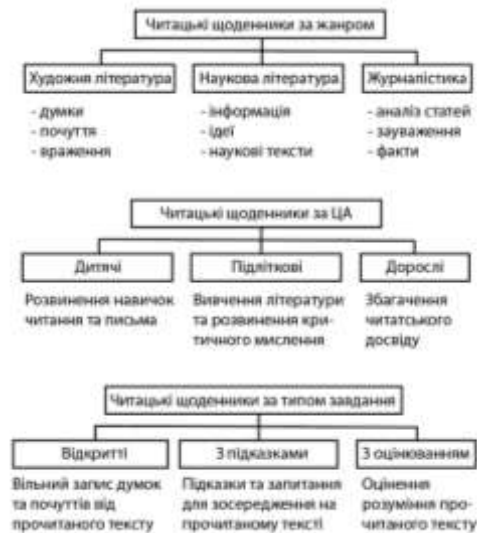 Читацькі щоденники за жанром
Художня література
Наукова література
Журналістика
- думки
- почуття
- враження
- інформація
- ідеї
- наукові тексти
- аналіз статей
- зауваження
- факти
Читацькі щоденники за ЦА
Дитячі
Підліткові
Дорослі
Розвинення навичок
читання та письма
Вивчення літератури
та розвинення кри-
тичного мислення
Збагачення
читатського
досвіду
Читацькі щоденники за типом завдання
Відкритті
З підказками
З оцінюванням
Вільний запис думок
та почуттів від
прочитаного тексту
Підказки та запитання
для зосередження на
прочитаному тексті
Оцінення
розуміння про-
читаного тексту